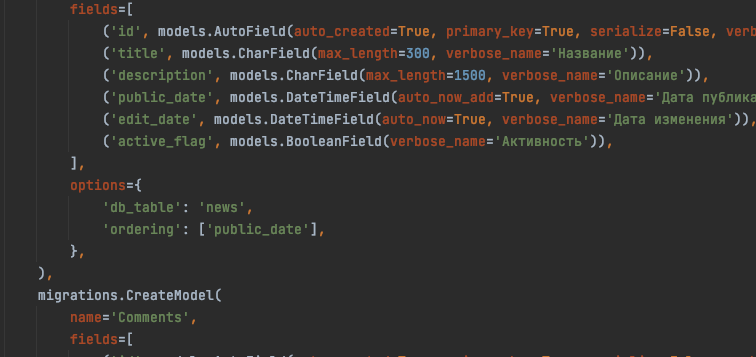 fields=[
('id', models.AutoField(auto_created=True, primary_key=True, serialize=False, verb
('title', models.CharField(max_length=300, verbose_name='Название')),
('description', models.CharField(max_length=1500, verbose_name='Описание')),
('public_date', models.DateTimeField(auto_now_add=True, verbose_name='Дата публика
('edit_date', models.DateTimeField(auto_now=True, verbose_name='Дата изменения')),
('active_flag', models.BooleanField(verbose_name='Активность')),
],
options={
'db_table': 'news',
'ordering': ['public_date'],
},
),
migrations.CreateModel(
name='Comments',
fields=[